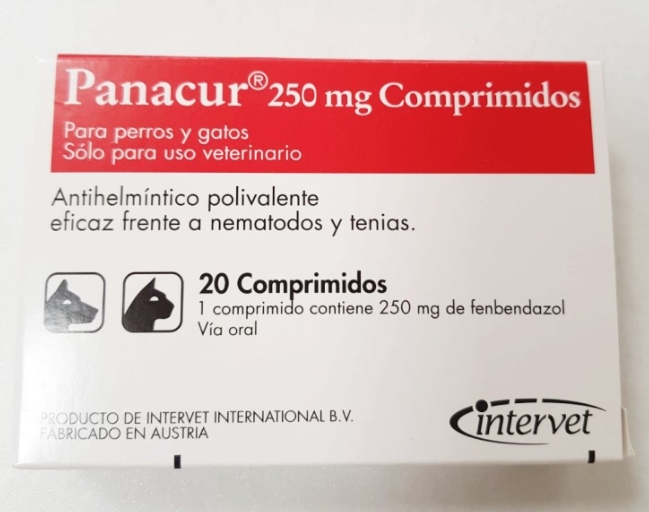 Panacur® 250 mg Comprimidos
Para perros y gatos
Sólo para uso veterinario
Antihelmíntico polivalente
eficaz frente a nematodos y tenias.
20 Comprimidos
1 comprimido contiene 250 mg de fenbendazol
Vía oral
PRODUCTO DE INTERVET INTERNATIONAL B.V.
FABRICADO EN AUSTRIA
intervet